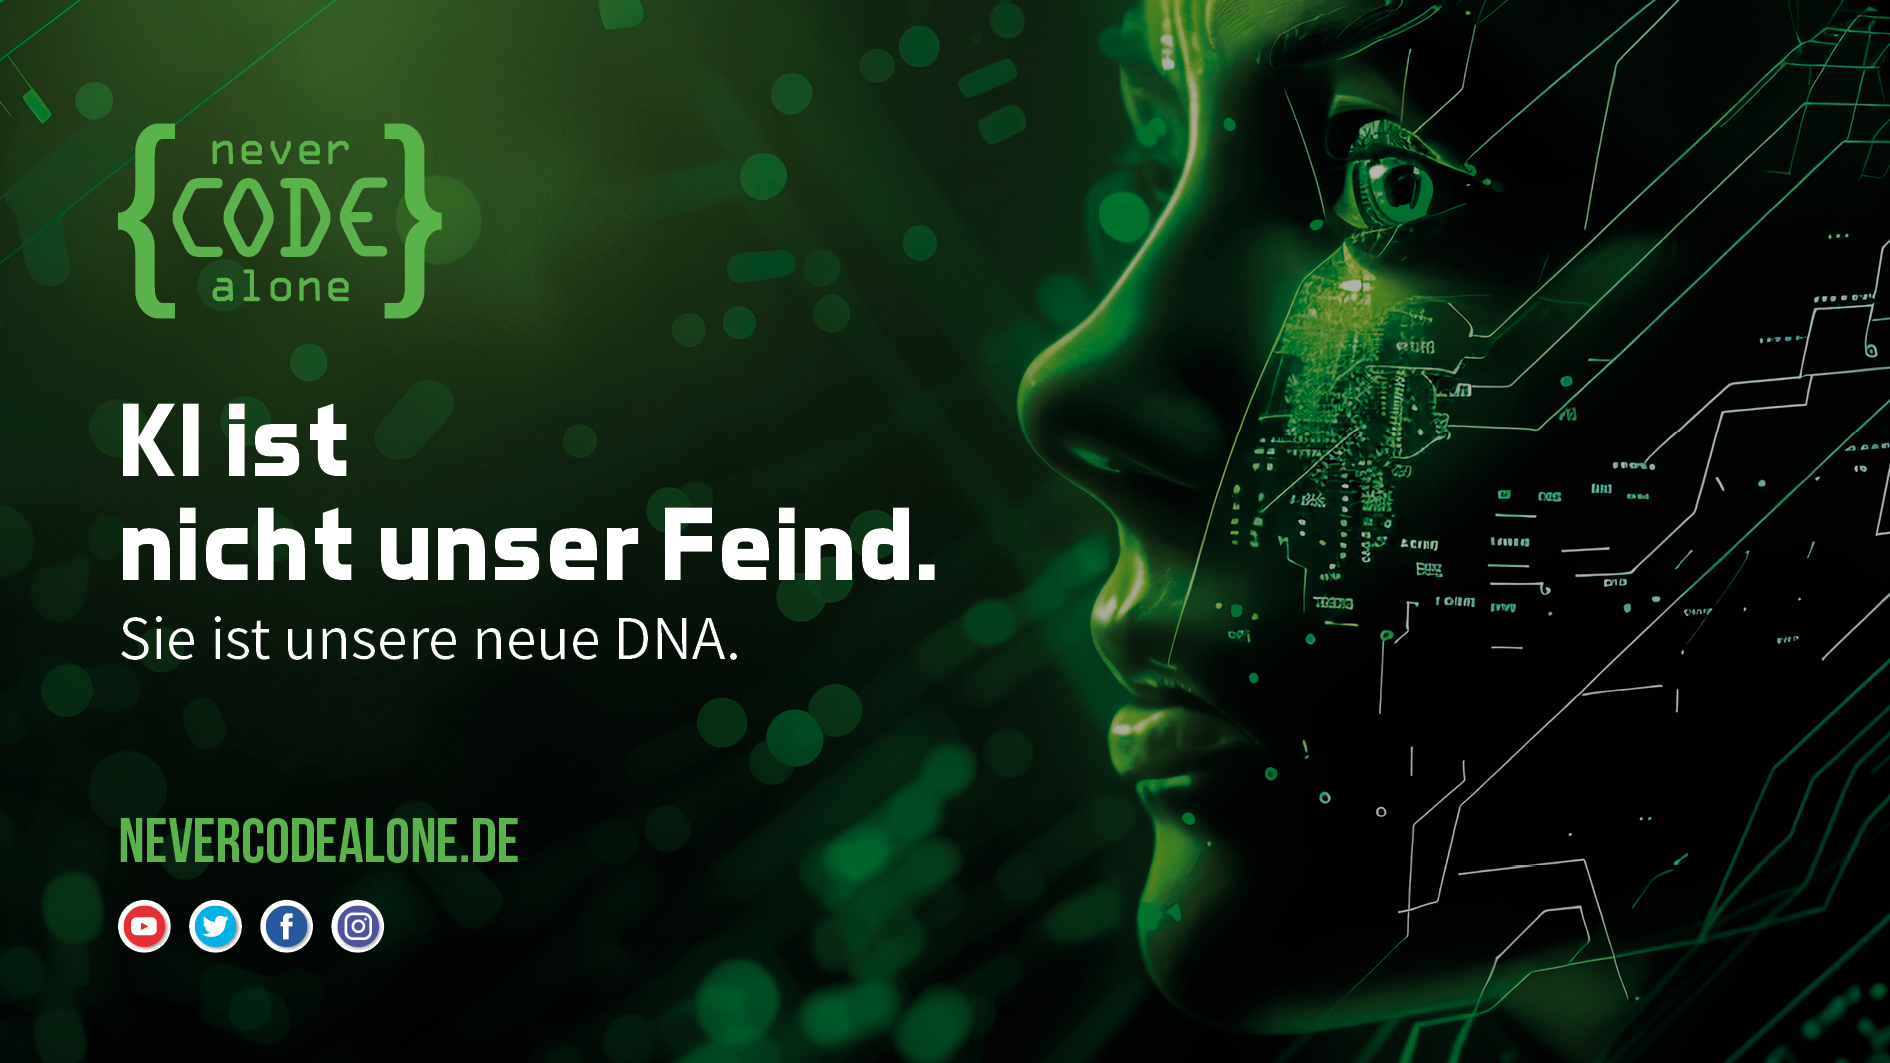 never
CODE
alone
KI ist
nicht unser Feind.
Sie ist unsere neue DNA.
NEVERCODEALONE.DE